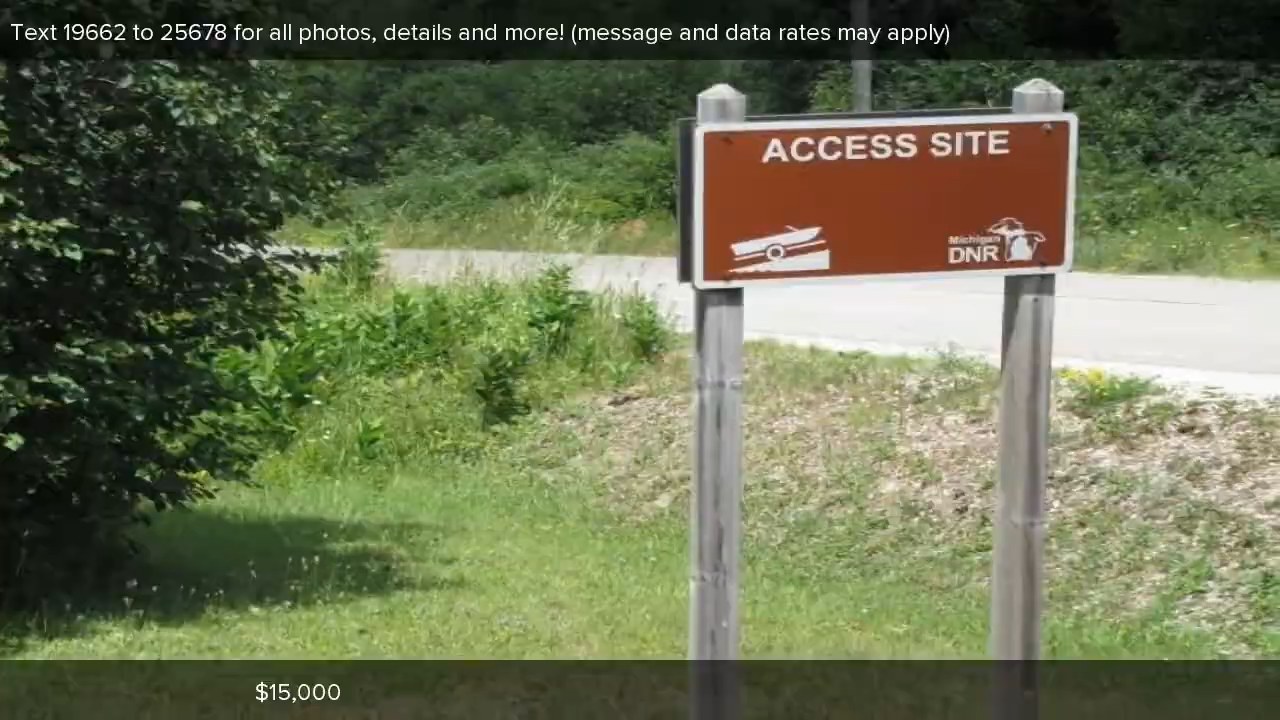 Text 19662 to 25678 for all photos, details and more! (message and data rates may apply)
ACCESS SITE
Michigan
DNR
$15,000